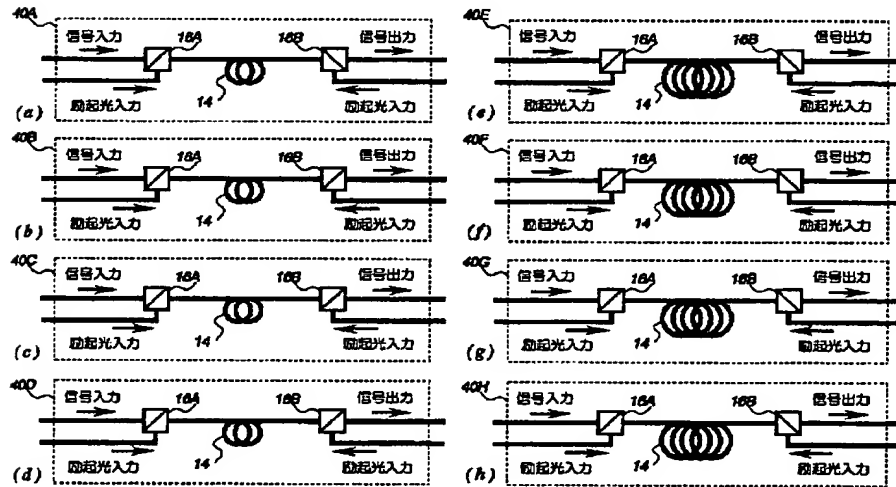 40A
信号入力 16A 16B 信号出力
14
励起光入力 励起光入力
(a)
40B
信号入力 16A 16B 信号出力
14
励起光入力 励起光入力
(b)
40C
信号入力 16A 16B 信号出力
14
励起光入力 励起光入力
(c)
40D
信号入力 16A 16B 信号出力
14
励起光入力 励起光入力
(d)
40E
信号入力 16A 16B 信号出力
14
励起光入力 励起光入力
(e)
40F
信号入力 16A 16B 信号出力
14
励起光入力 励起光入力
(f)
40G
信号入力 16A 16B 信号出力
14
励起光入力 励起光入力
(g)
40H
信号入力 16A 16B 信号出力
14
励起光入力 励起光入力
(h)